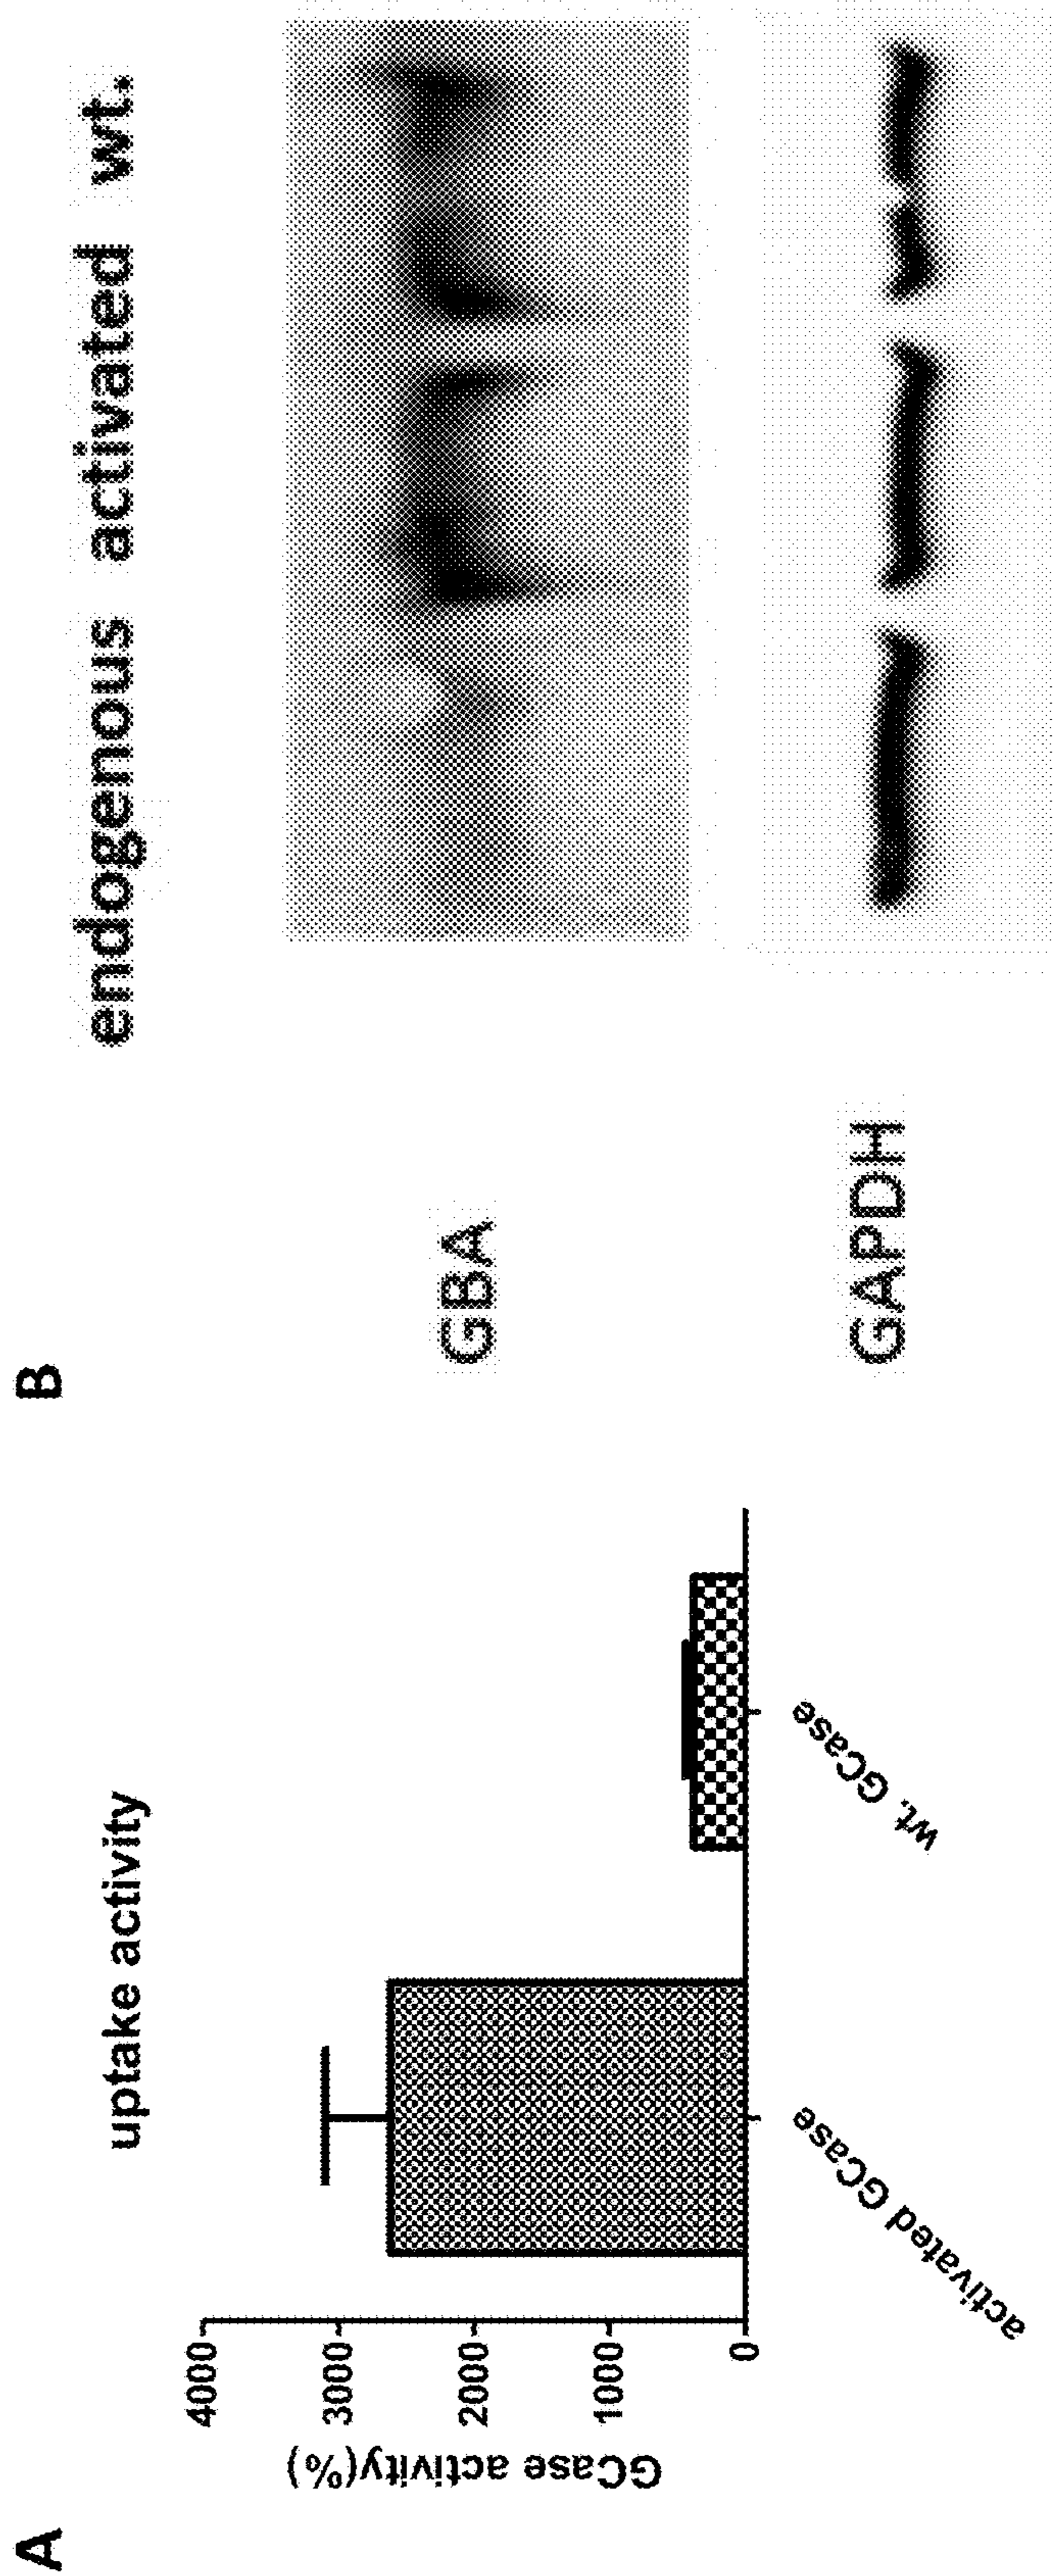 A
uptake activity
GCase activity(%)
4000
3000
2000
1000
0
activated GCase
wt. GCase
B
endogenous activated wt.
GBA
GAPDH